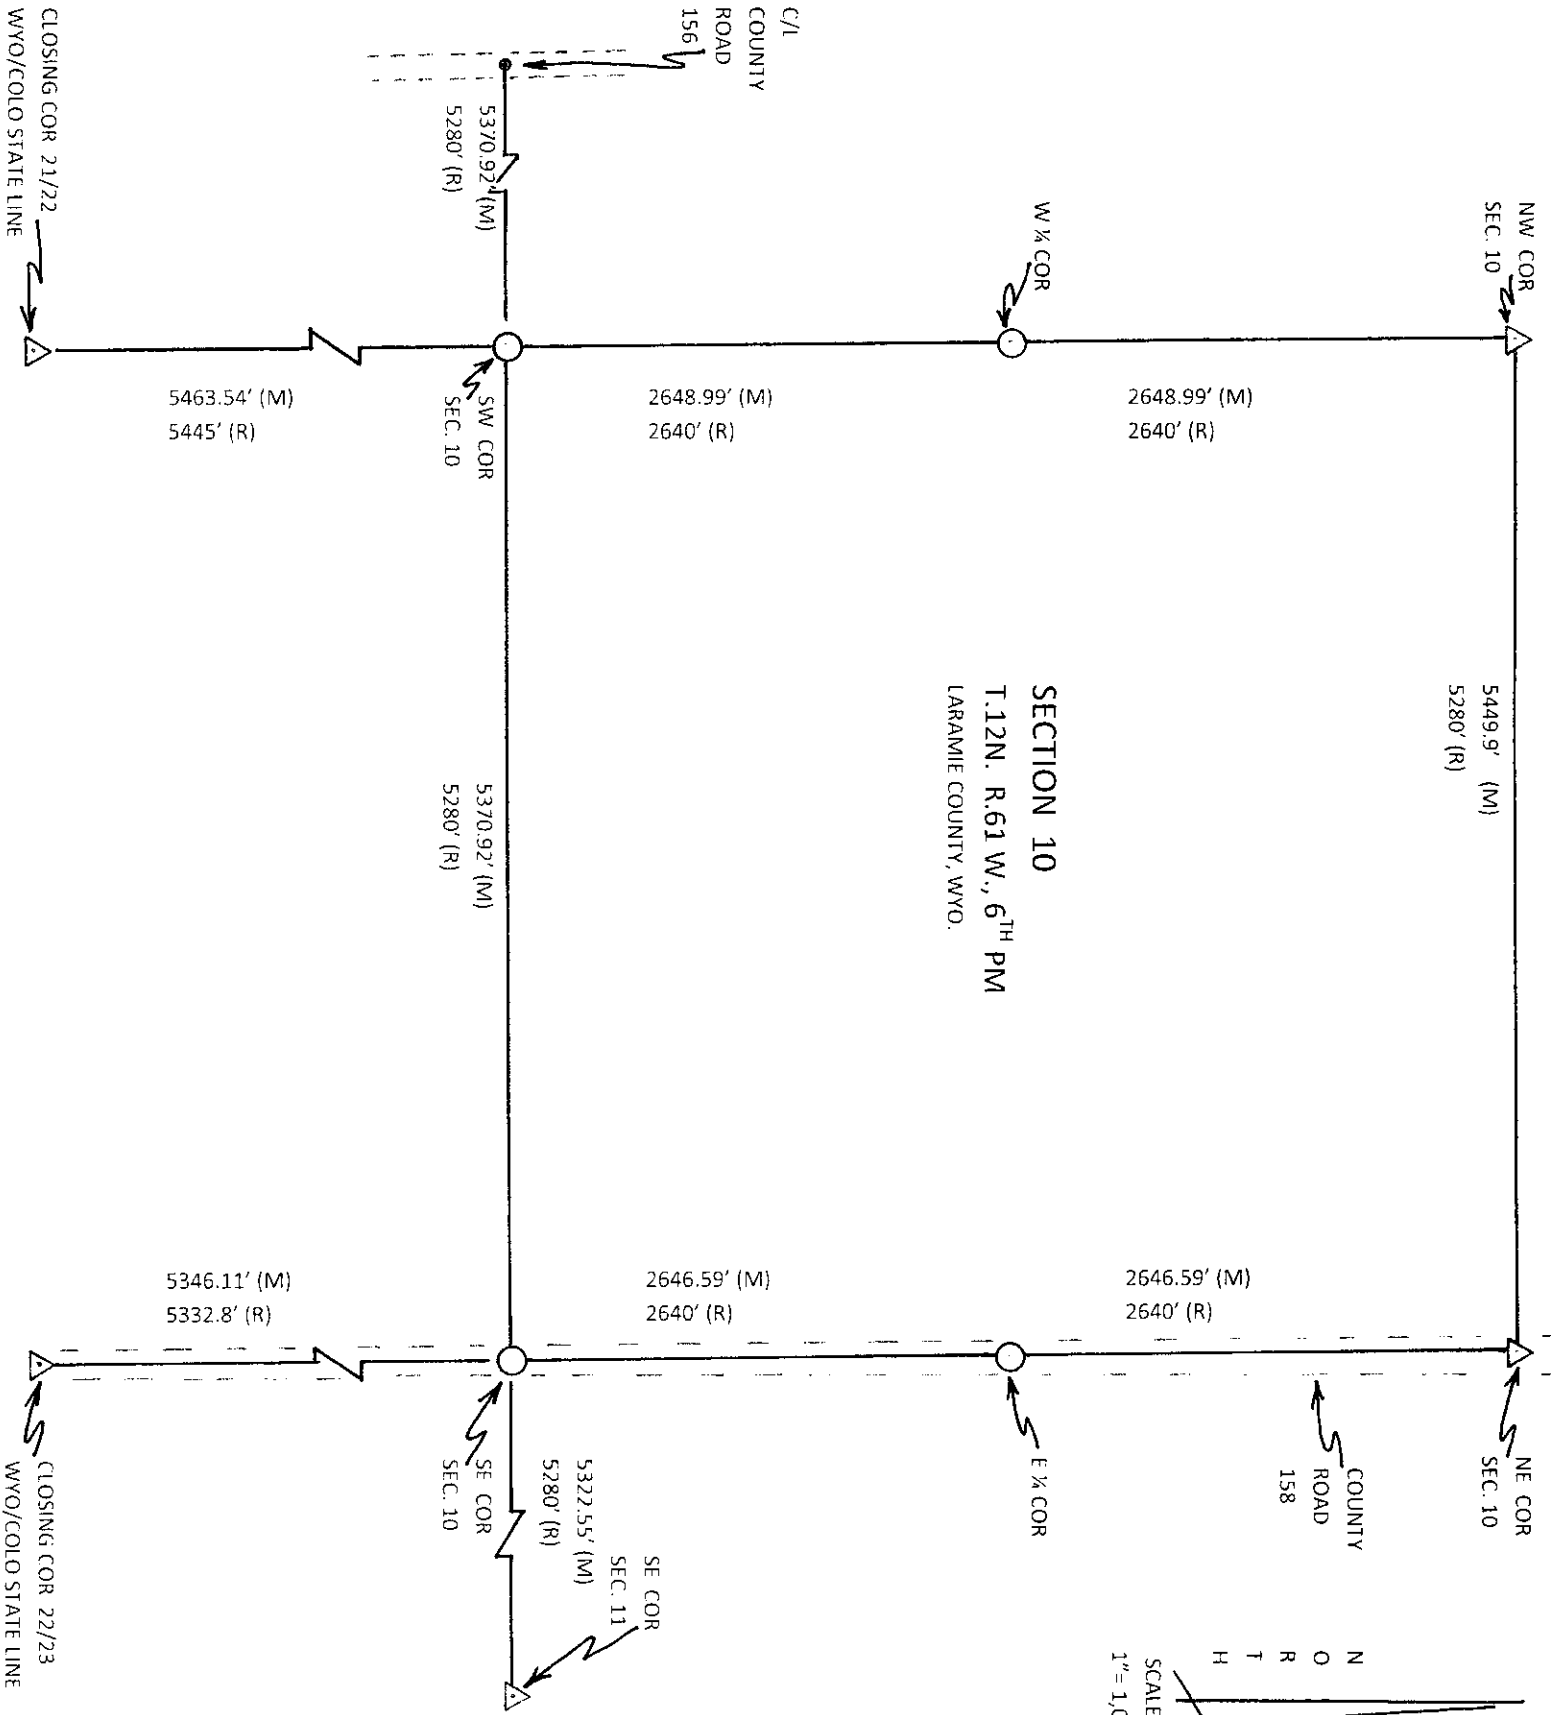 NW COR
SEC. 10
5449.9' (M)
5280' (R)
NE COR
SEC. 10
2648.99' (M)
2640' (R)
2646.59' (M)
2640' (R)
COUNTY
ROAD
158
N
O
R
T
H
SCALE
W ¼ COR
E ¼ COR
SECTION 10
T.12N. R.61 W., 6TH PM
LARAMIE COUNTY, WYO.
2648.99' (M)
2640' (R)
2646.59' (M)
2640' (R)
C/L
COUNTY
ROAD
156
5370.92' (M)
5280' (R)
SW COR
SEC. 10
5370.92' (M)
5280' (R)
SE COR
SEC. 10
5322.55' (M)
5280' (R)
SE COR
SEC. 11
5463.54' (M)
5445' (R)
5346.11' (M)
5332.8' (R)
CLOSING COR 21/22
WYO/COLO STATE LINE
CLOSING COR 22/23
WYO/COLO STATE LINE